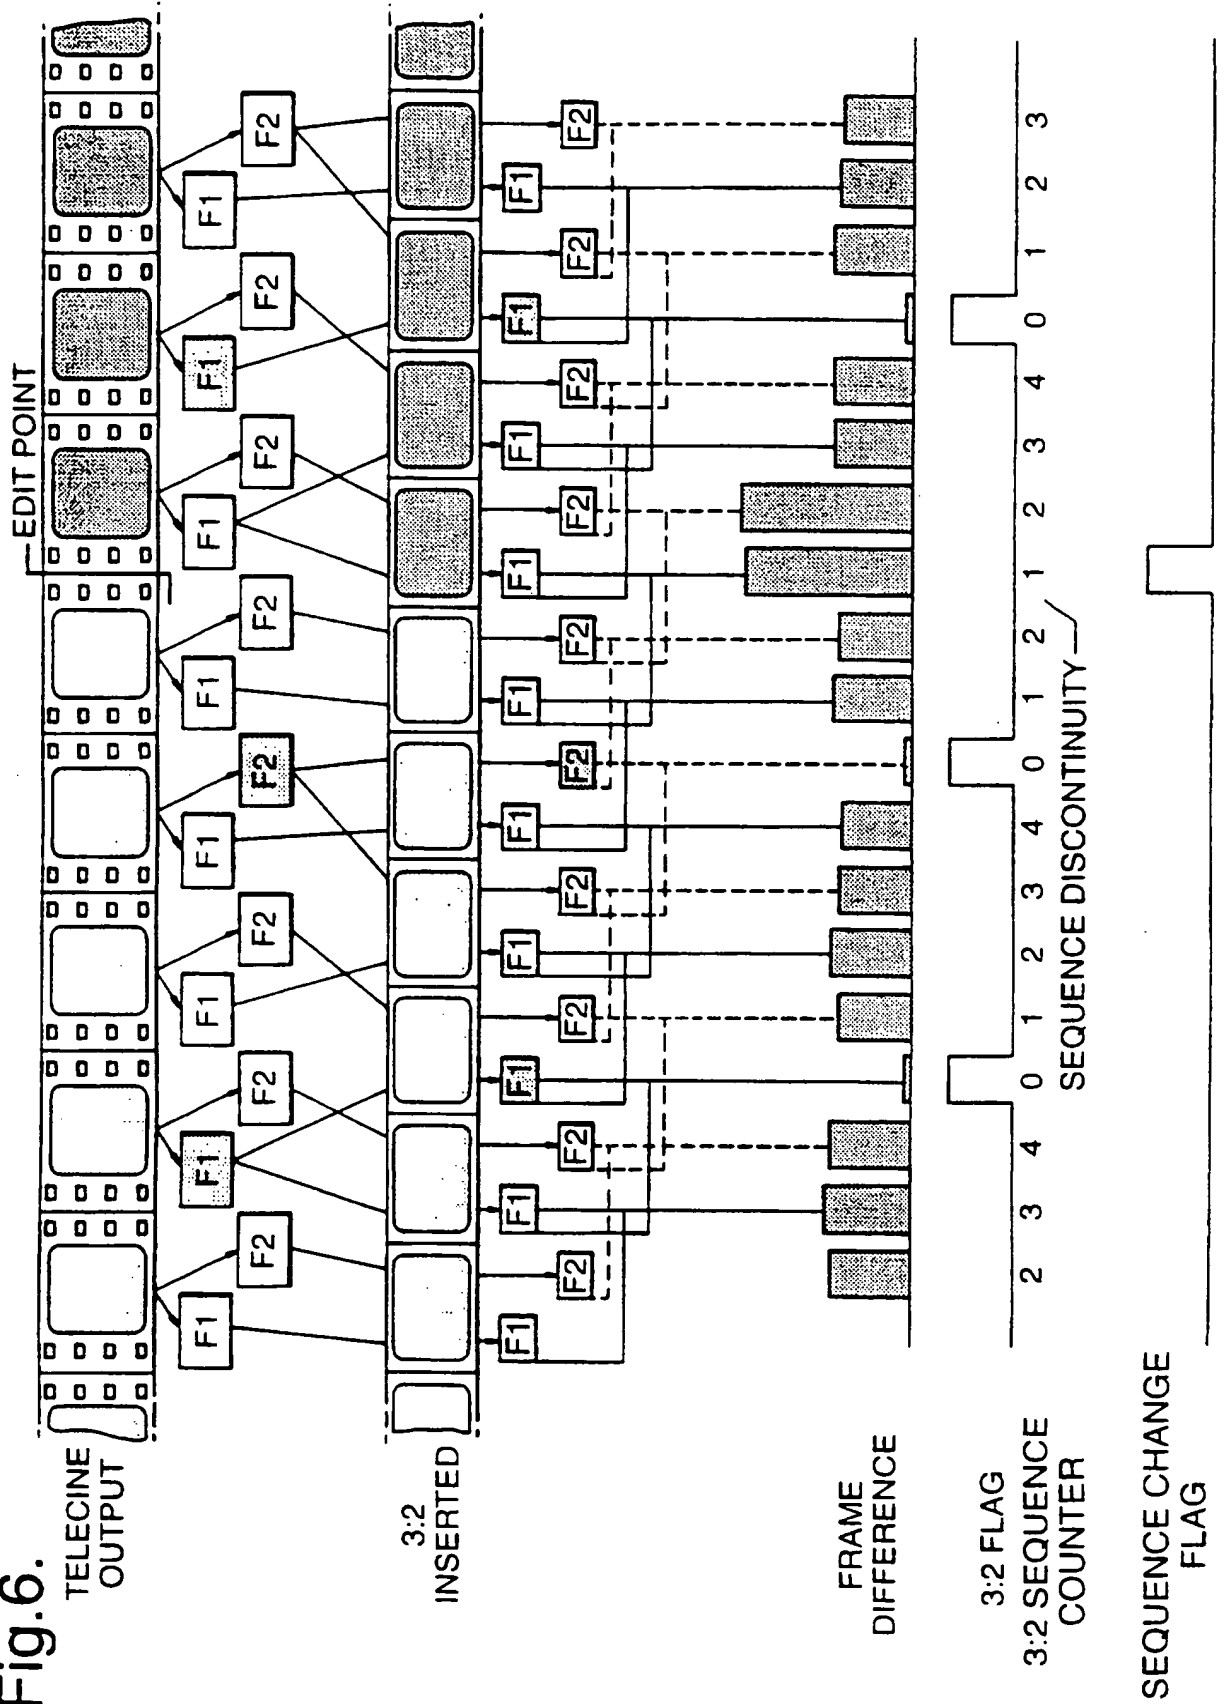 Fig.6.
EDIT POINT
TELECINE
OUTPUT
F1 F1 F1 F1 F1 F1 F1 F1
F2 F2 F2 F2 F2 F2 F2 F2
3:2
INSERTED
F1 F1 F1 F1 F1 F1 F1 F1 F1 F1
F2 F2 F2 F2 F2 F2 F2 F2 F2 F2
FRAME
DIFFERENCE
3:2 FLAG
3:2 SEQUENCE
COUNTER
2 3 4 0 1 2 3 4 0 1 2 1 2 3 4 0 1 2 3
SEQUENCE DISCONTINUITY
SEQUENCE CHANGE
FLAG